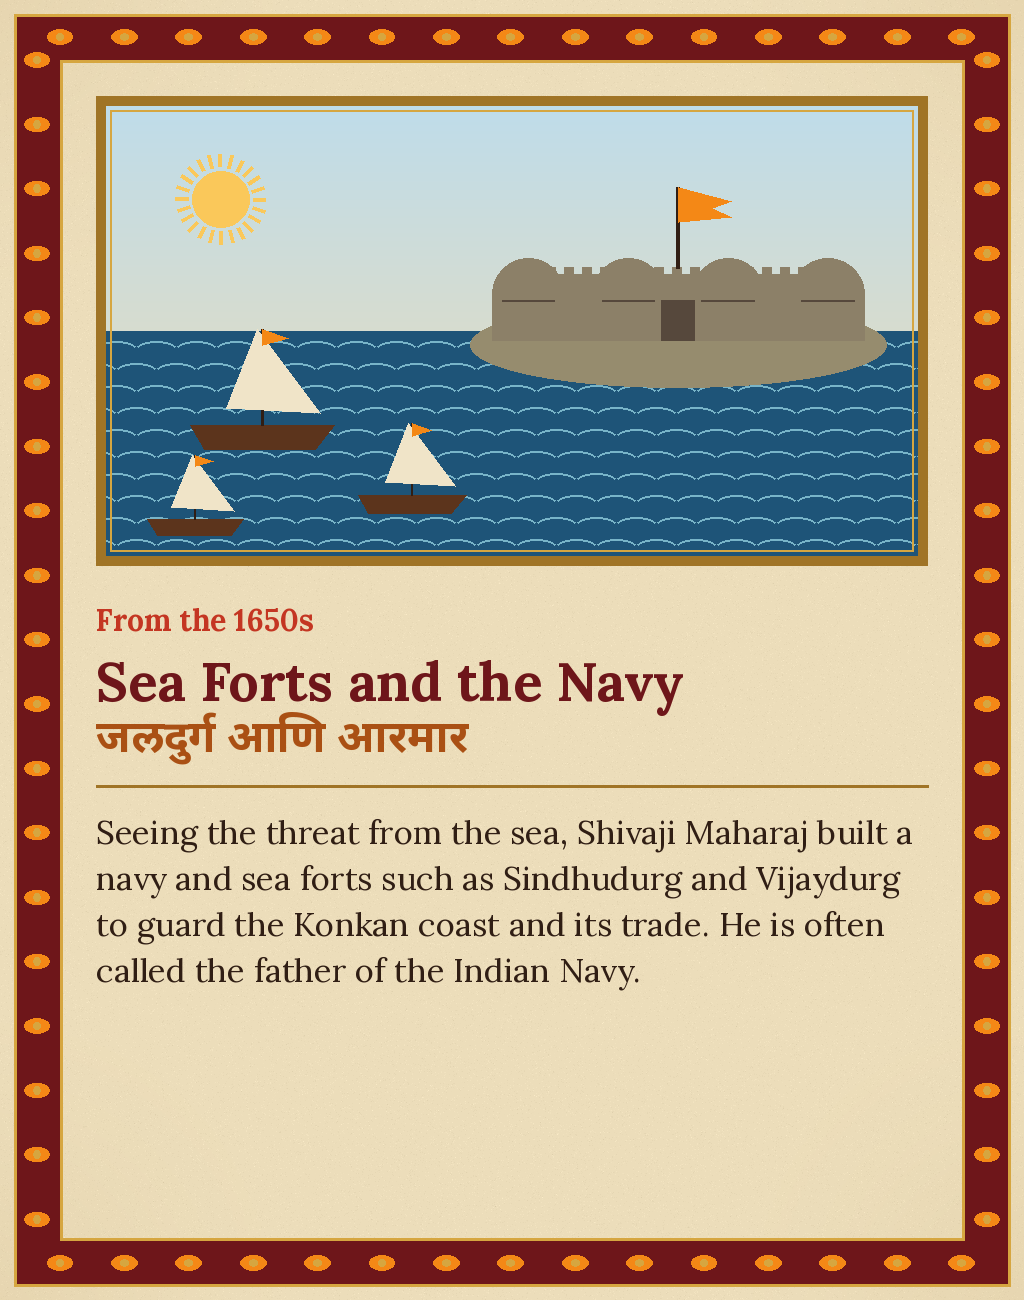 From the 1650s
Sea Forts and the Navy
जलदुर्ग आणि आरमार
Seeing the threat from the sea, Shivaji Maharaj built a
navy and sea forts such as Sindhudurg and Vijaydurg
to guard the Konkan coast and its trade. He is often
called the father of the Indian Navy.